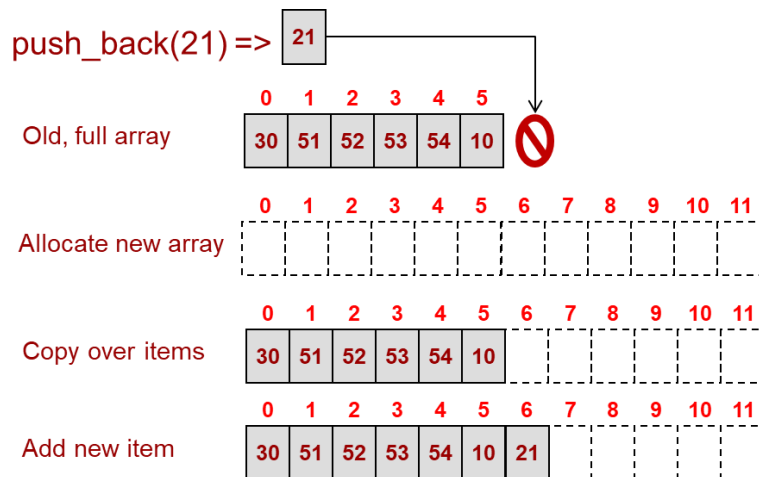 push_back(21) => 21
0 1 2 3 4 5
Old, full array 30 51 52 53 54 10
0 1 2 3 4 5 6 7 8 9 10 11
Allocate new array
0 1 2 3 4 5 6 7 8 9 10 11
Copy over items 30 51 52 53 54 10
0 1 2 3 4 5 6 7 8 9 10 11
Add new item 30 51 52 53 54 10 21